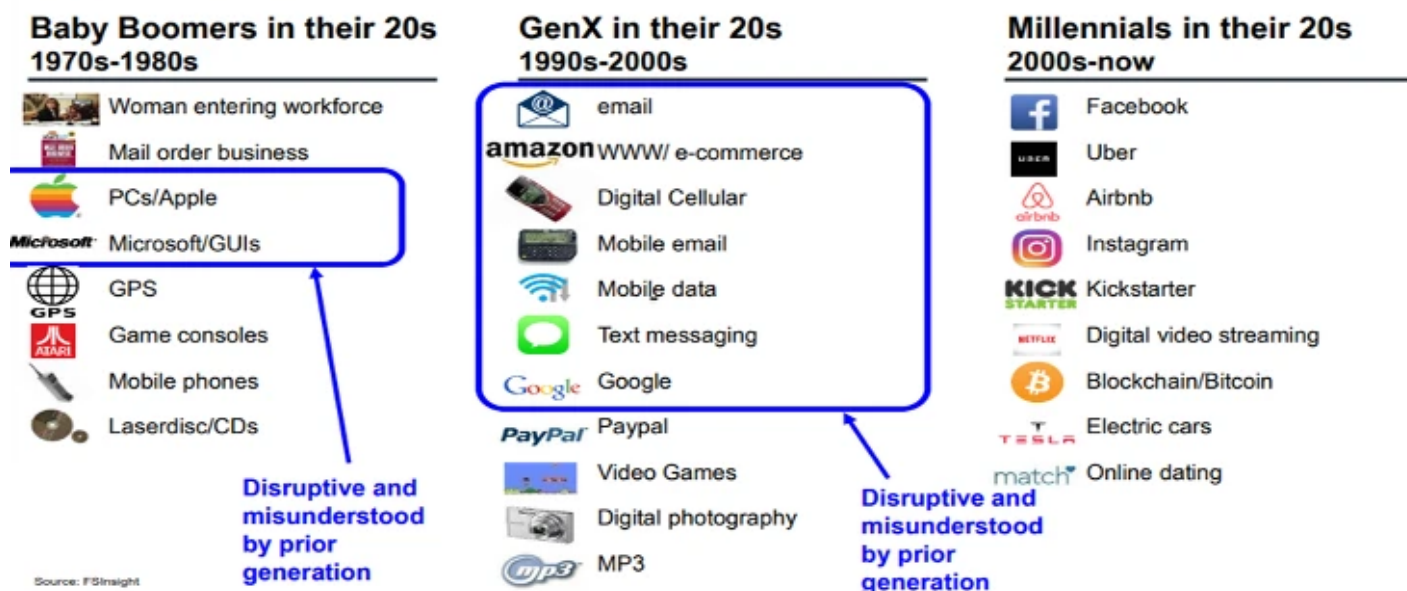 Baby Boomers in their 20s
1970s-1980s
Woman entering workforce
Mail order business
PCs/Apple
Microsoft Microsoft/GUIs
GPS
GPS
ATARI Game consoles
Mobile phones
Laserdisc/CDs
Disruptive and
misunderstood
by prior
generation
Source: FSInsight
GenX in their 20s
1990s-2000s
@ email
amazon WWW/ e-commerce
Digital Cellular
Mobile email
Mobile data
Text messaging
Google Google
PayPal Paypal
Video Games
Digital photography
mp3 MP3
Disruptive and
misunderstood
by prior
generation
Millennials in their 20s
2000s-now
f Facebook
UBER Uber
airbnb Airbnb
Instagram
KICK STARTER Kickstarter
NETFLIX Digital video streaming
Blockchain/Bitcoin
TESLA Electric cars
match Online dating